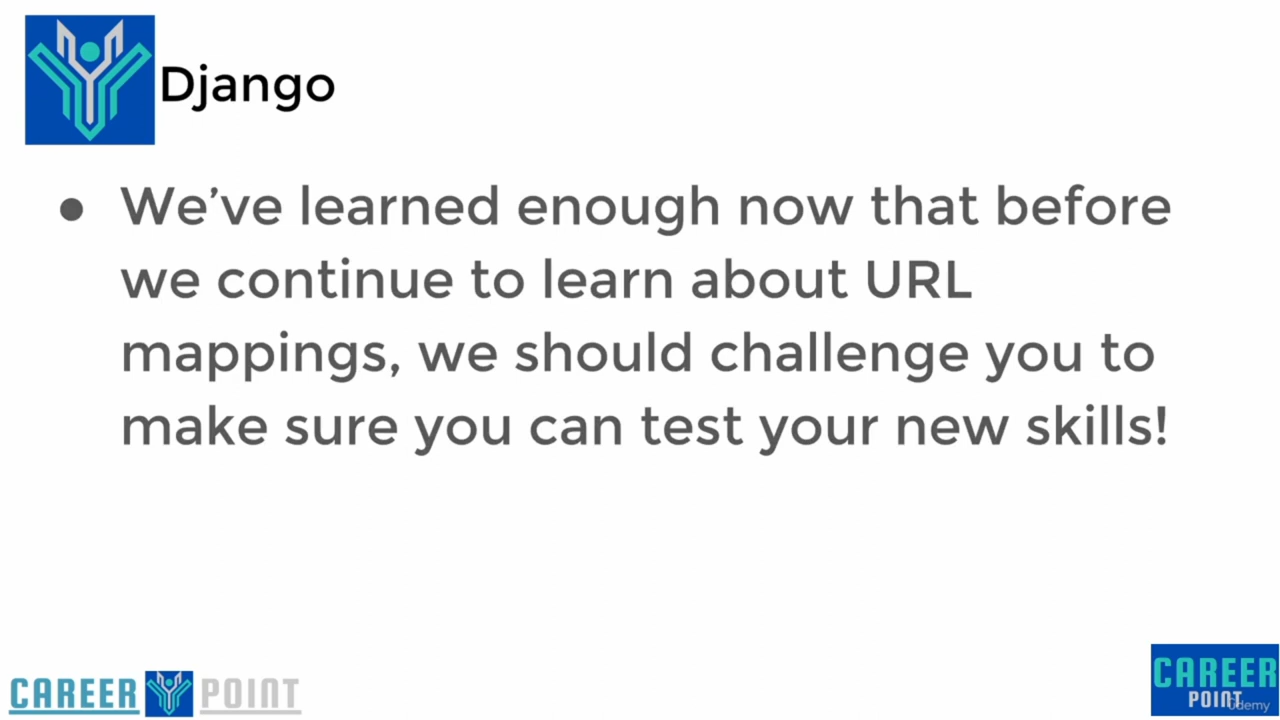 Django
● We’ve learned enough now that before
we continue to learn about URL
mappings, we should challenge you to
make sure you can test your new skills!
CAREER POINT
CAREER
POINT
udemy